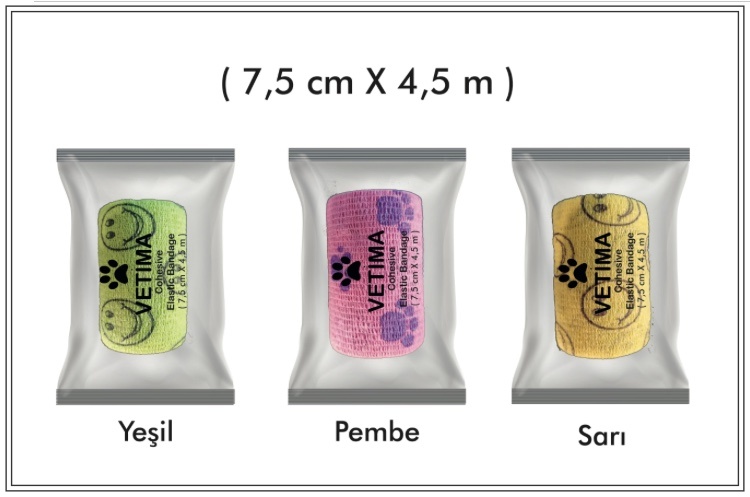 ( 7,5 cm X 4,5 m )
VETIMA
Cohesive
Elastic Bandage
( 7,5 cm X 4,5 m )
VETIMA
Cohesive
Elastic Bandage
( 7,5 cm X 4,5 m )
VETIMA
Cohesive
Elastic Bandage
( 7,5 cm X 4,5 m )
Yeşil
Pembe
Sarı